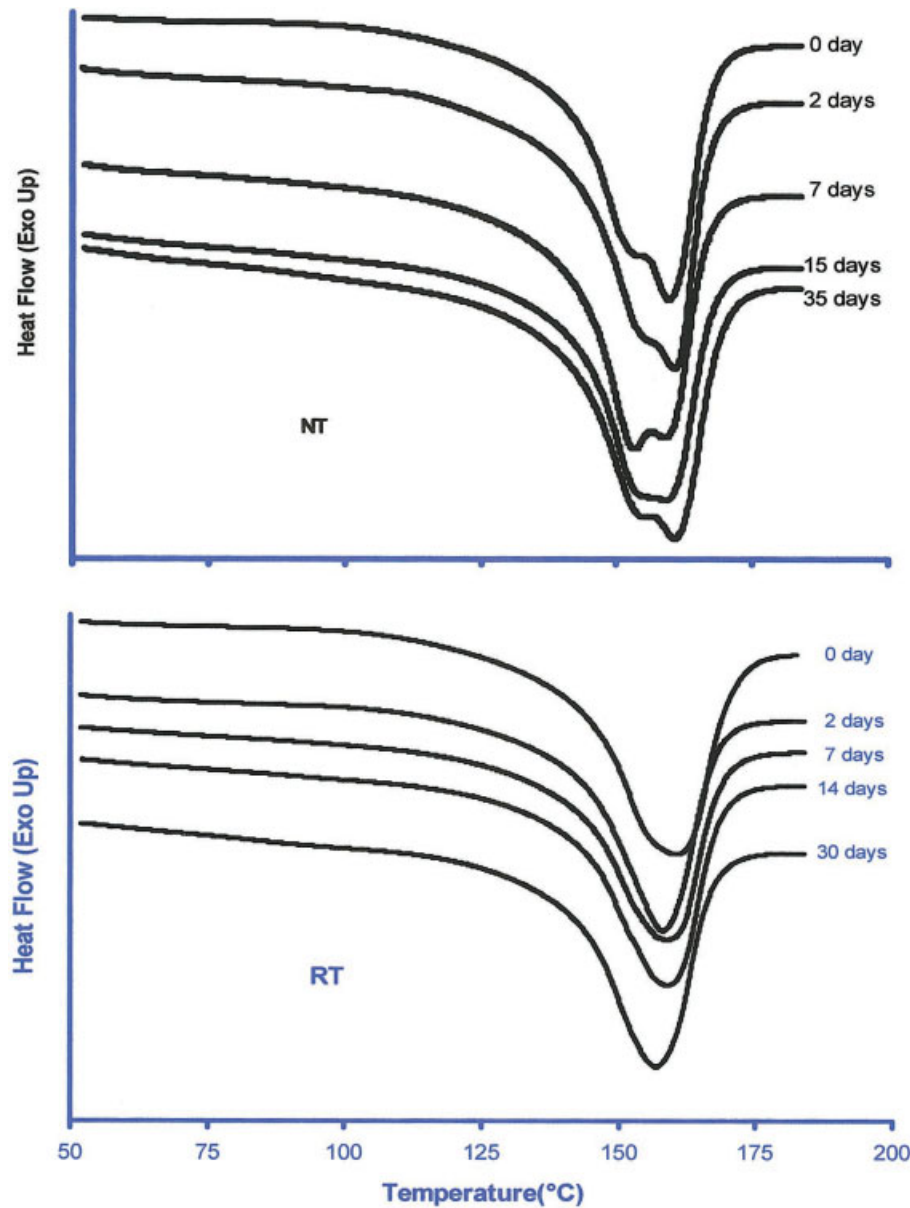 Heat Flow (Exo Up)
0 day
2 days
7 days
15 days
35 days
NT
Heat Flow (Exo Up)
0 day
2 days
7 days
14 days
30 days
RT
50
75
100
125
150
175
200
Temperature(°C)